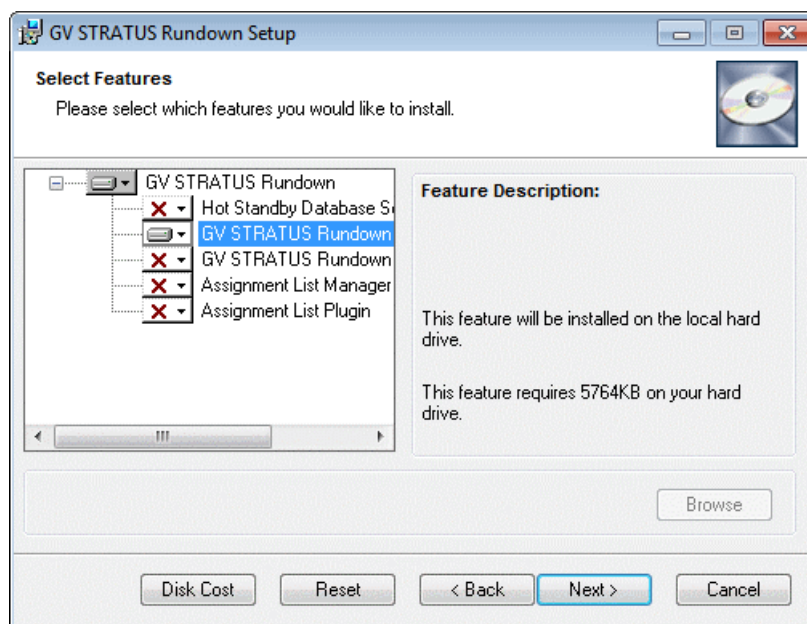 GV STRATUS Rundown Setup
Select Features
Please select which features you would like to install.
GV STRATUS Rundown
Hot Standby Database S
GV STRATUS Rundown
GV STRATUS Rundown
Assignment List Manager
Assignment List Plugin
Feature Description:
This feature will be installed on the local hard
drive.
This feature requires 5764KB on your hard
drive.
Browse
Disk Cost
Reset
< Back
Next >
Cancel